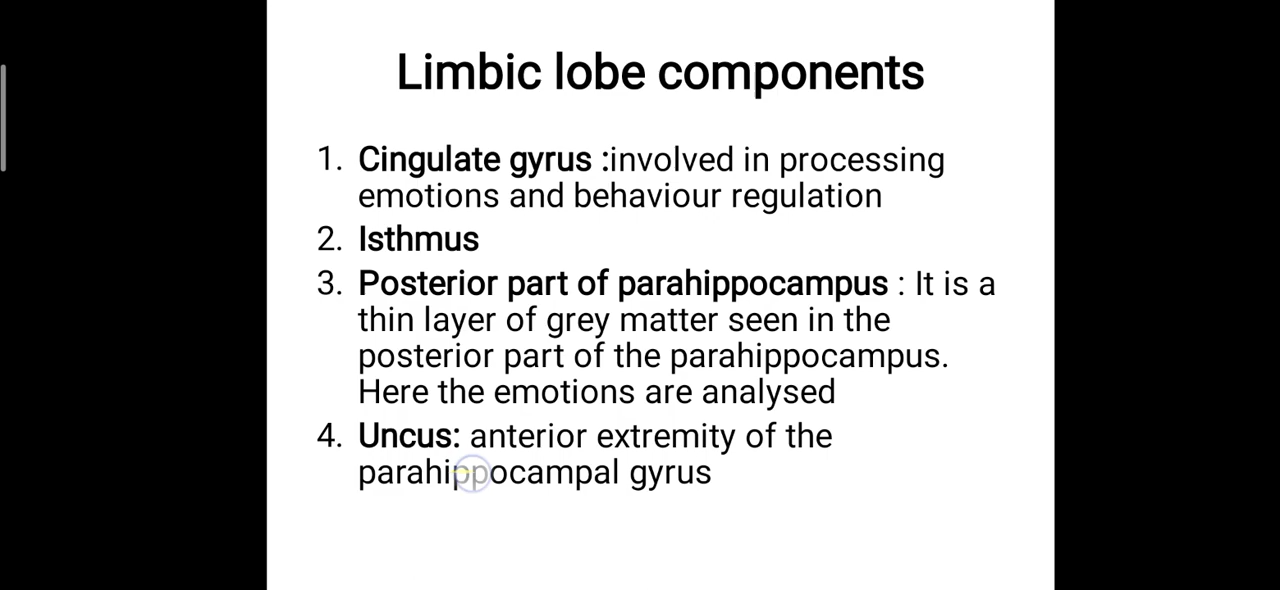 Limbic lobe components
1. Cingulate gyrus :involved in processing
emotions and behaviour regulation
2. Isthmus
3. Posterior part of parahippocampus : It is a
thin layer of grey matter seen in the
posterior part of the parahippocampus.
Here the emotions are analysed
4. Uncus: anterior extremity of the
parahippocampal gyrus